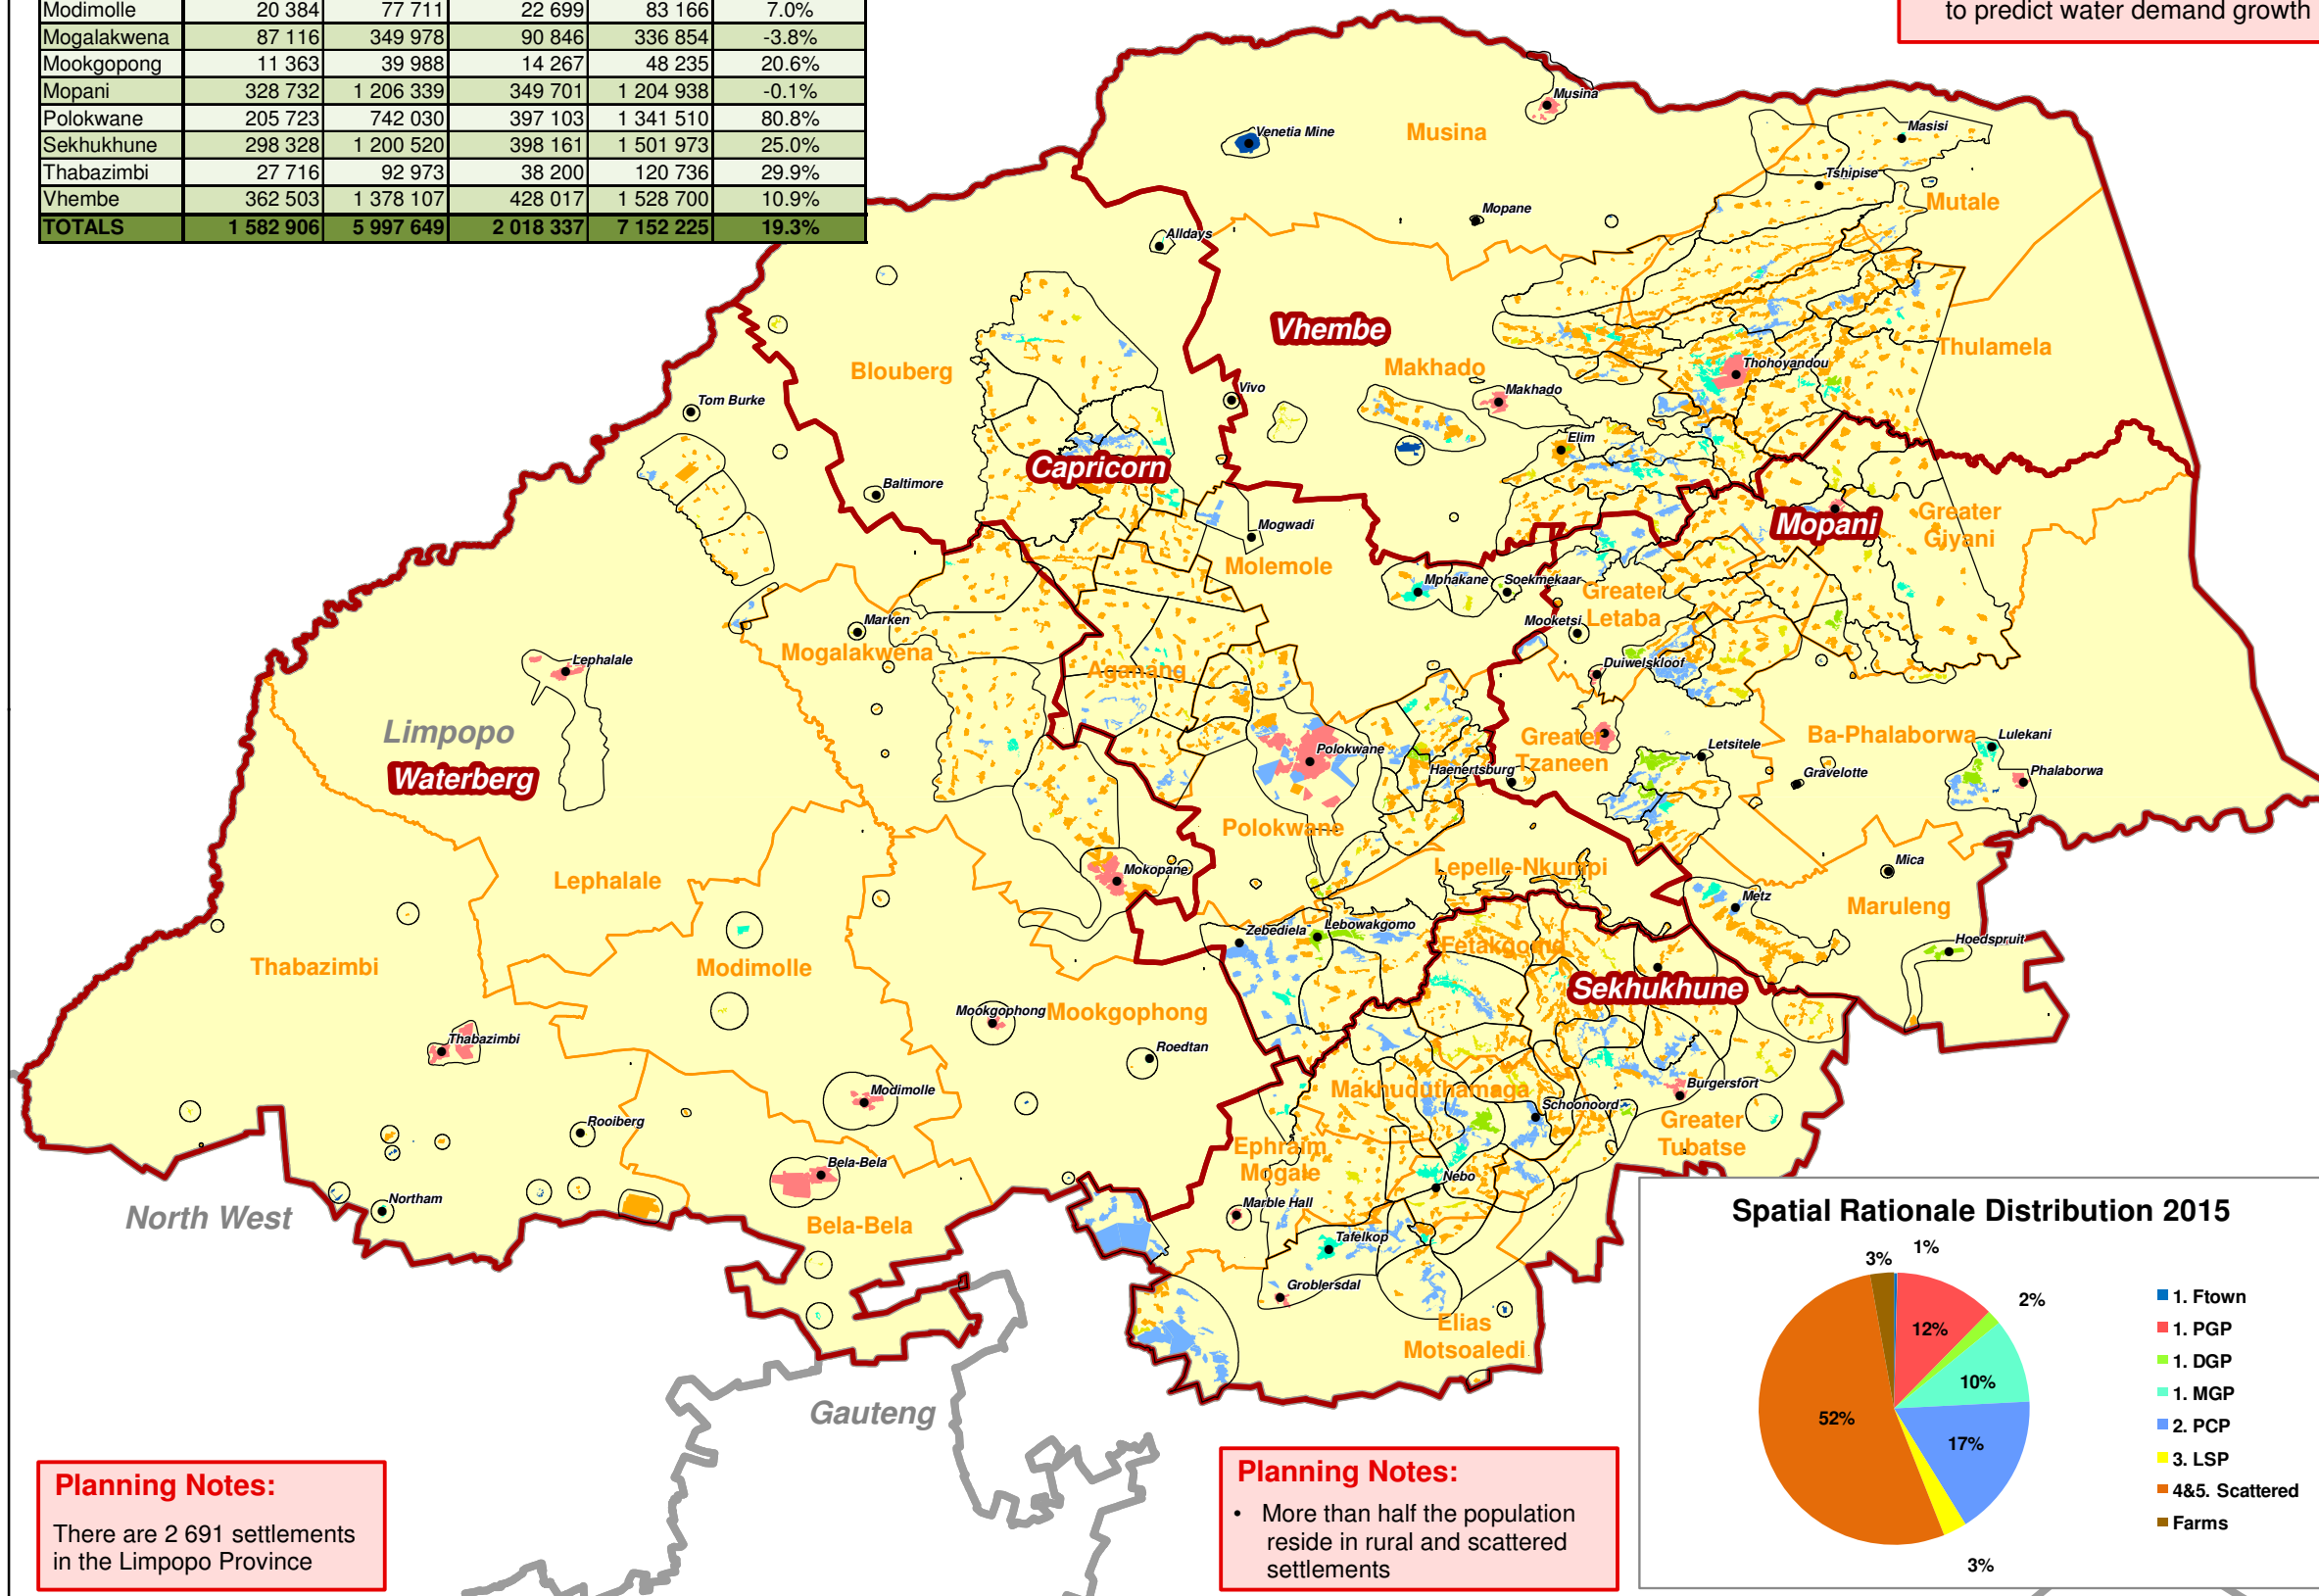 Modimolle 20 384 77 711 22 699 83 166 7.0%
Mogalakwena 87 116 349 978 90 846 336 854 -3.8%
Mookgopong 11 363 39 988 14 267 48 235 20.6%
Mopani 328 732 1 206 339 349 701 1 204 938 -0.1%
Polokwane 205 723 742 030 397 103 1 341 510 80.8%
Sekhukhune 298 328 1 200 520 398 161 1 501 973 25.0%
Thabazimbi 27 716 92 973 38 200 120 736 29.9%
Vhembe 362 503 1 378 107 428 017 1 528 700 10.9%
TOTALS 1 582 906 5 997 649 2 018 337 7 152 225 19.3%
to predict water demand growth
Musina
Venetia Mine
Musina
Masisi
Tshipise
Mutale
Mopane
Alldays
Vhembe
Thulamela
Blouberg
Makhado
Thohoyandou
Vivo
Makhado
Tom Burke
Elim
Capricorn
Baltimore
Mopani
Greater
Giyani
Mogwadi
Molemole
Mphakane
Soekmekaar
Greater
Letaba
Mooketsi
Marken
Mogalakwena
Lephalale
Aganang
Duiwelskloof
Limpopo
Waterberg
Polokwane
Greater
Tzaneen
Haenertsburg
Letsitele
Ba-Phalaborwa
Lulekani
Gravelotte
Phalaborwa
Polokwane
Lepelle-Nkumpi
Mokopane
Mica
Lephalale
Metz
Maruleng
Zebediela
Lebowakgomo
Fetakgomo
Hoedspruit
Thabazimbi
Modimolle
Sekhukhune
Mookgophong
Mookgophong
Thabazimbi
Roedtan
Modimolle
Makhuduthamaga
Burgersfort
Schoonoord
Rooiberg
Greater
Tubatse
Ephraim
Mogale
Bela-Bela
Nebo
Northam
North West
Marble Hall
Bela-Bela
Tafelkop
Groblersdal
Elias
Motsoaledi
Gauteng
Spatial Rationale Distribution 2015
3%
1%
2%
12%
10%
17%
52%
3%
1. Ftown
1. PGP
1. DGP
1. MGP
2. PCP
3. LSP
4&5. Scattered
Farms
Planning Notes:
There are 2 691 settlements
in the Limpopo Province
Planning Notes:
• More than half the population
reside in rural and scattered
settlements